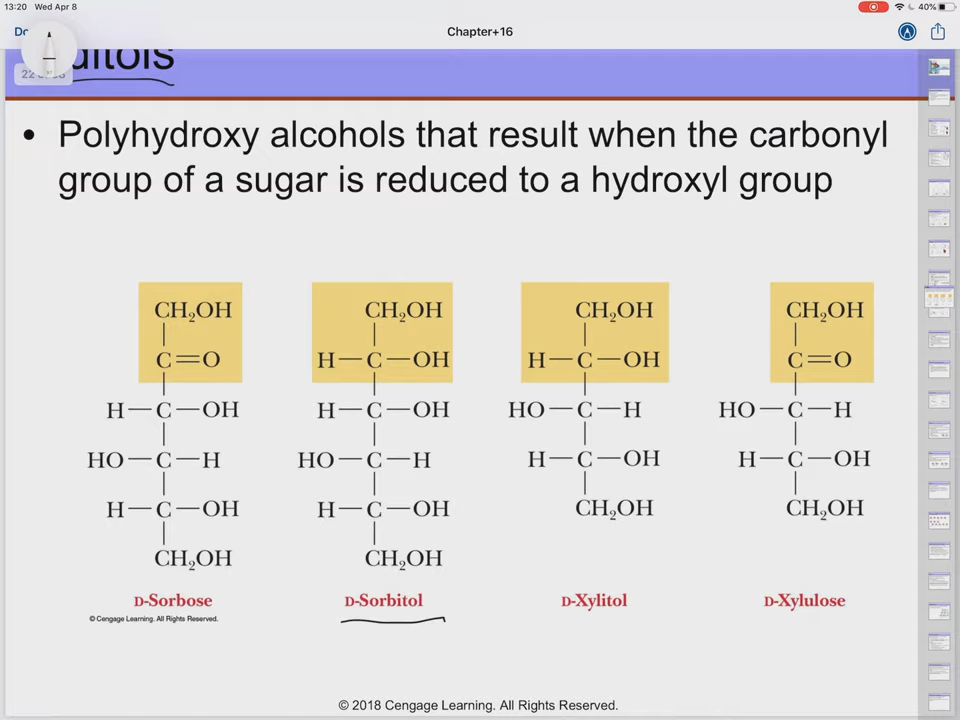 13:20 Wed Apr 8
40%
Chapter+16
• Polyhydroxy alcohols that result when the carbonyl
group of a sugar is reduced to a hydroxyl group
CH₂OH
C=O
H—C—OH
HO—C—H
H—C—OH
CH₂OH
D-Sorbose
© Cengage Learning. All Rights Reserved.
CH₂OH
H—C—OH
H—C—OH
HO—C—H
H—C—OH
CH₂OH
D-Sorbitol
CH₂OH
H—C—OH
HO—C—H
H—C—OH
CH₂OH
D-Xylitol
CH₂OH
C=O
HO—C—H
H—C—OH
CH₂OH
D-Xylulose
© 2018 Cengage Learning. All Rights Reserved.